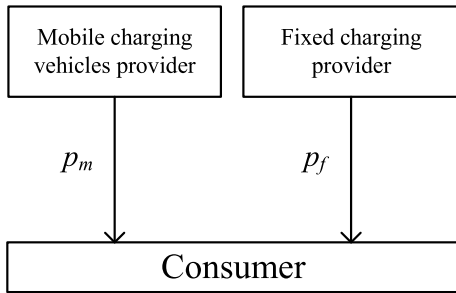 Mobile charging
vehicles provider
Fixed charging
provider
p_m
p_f
Consumer